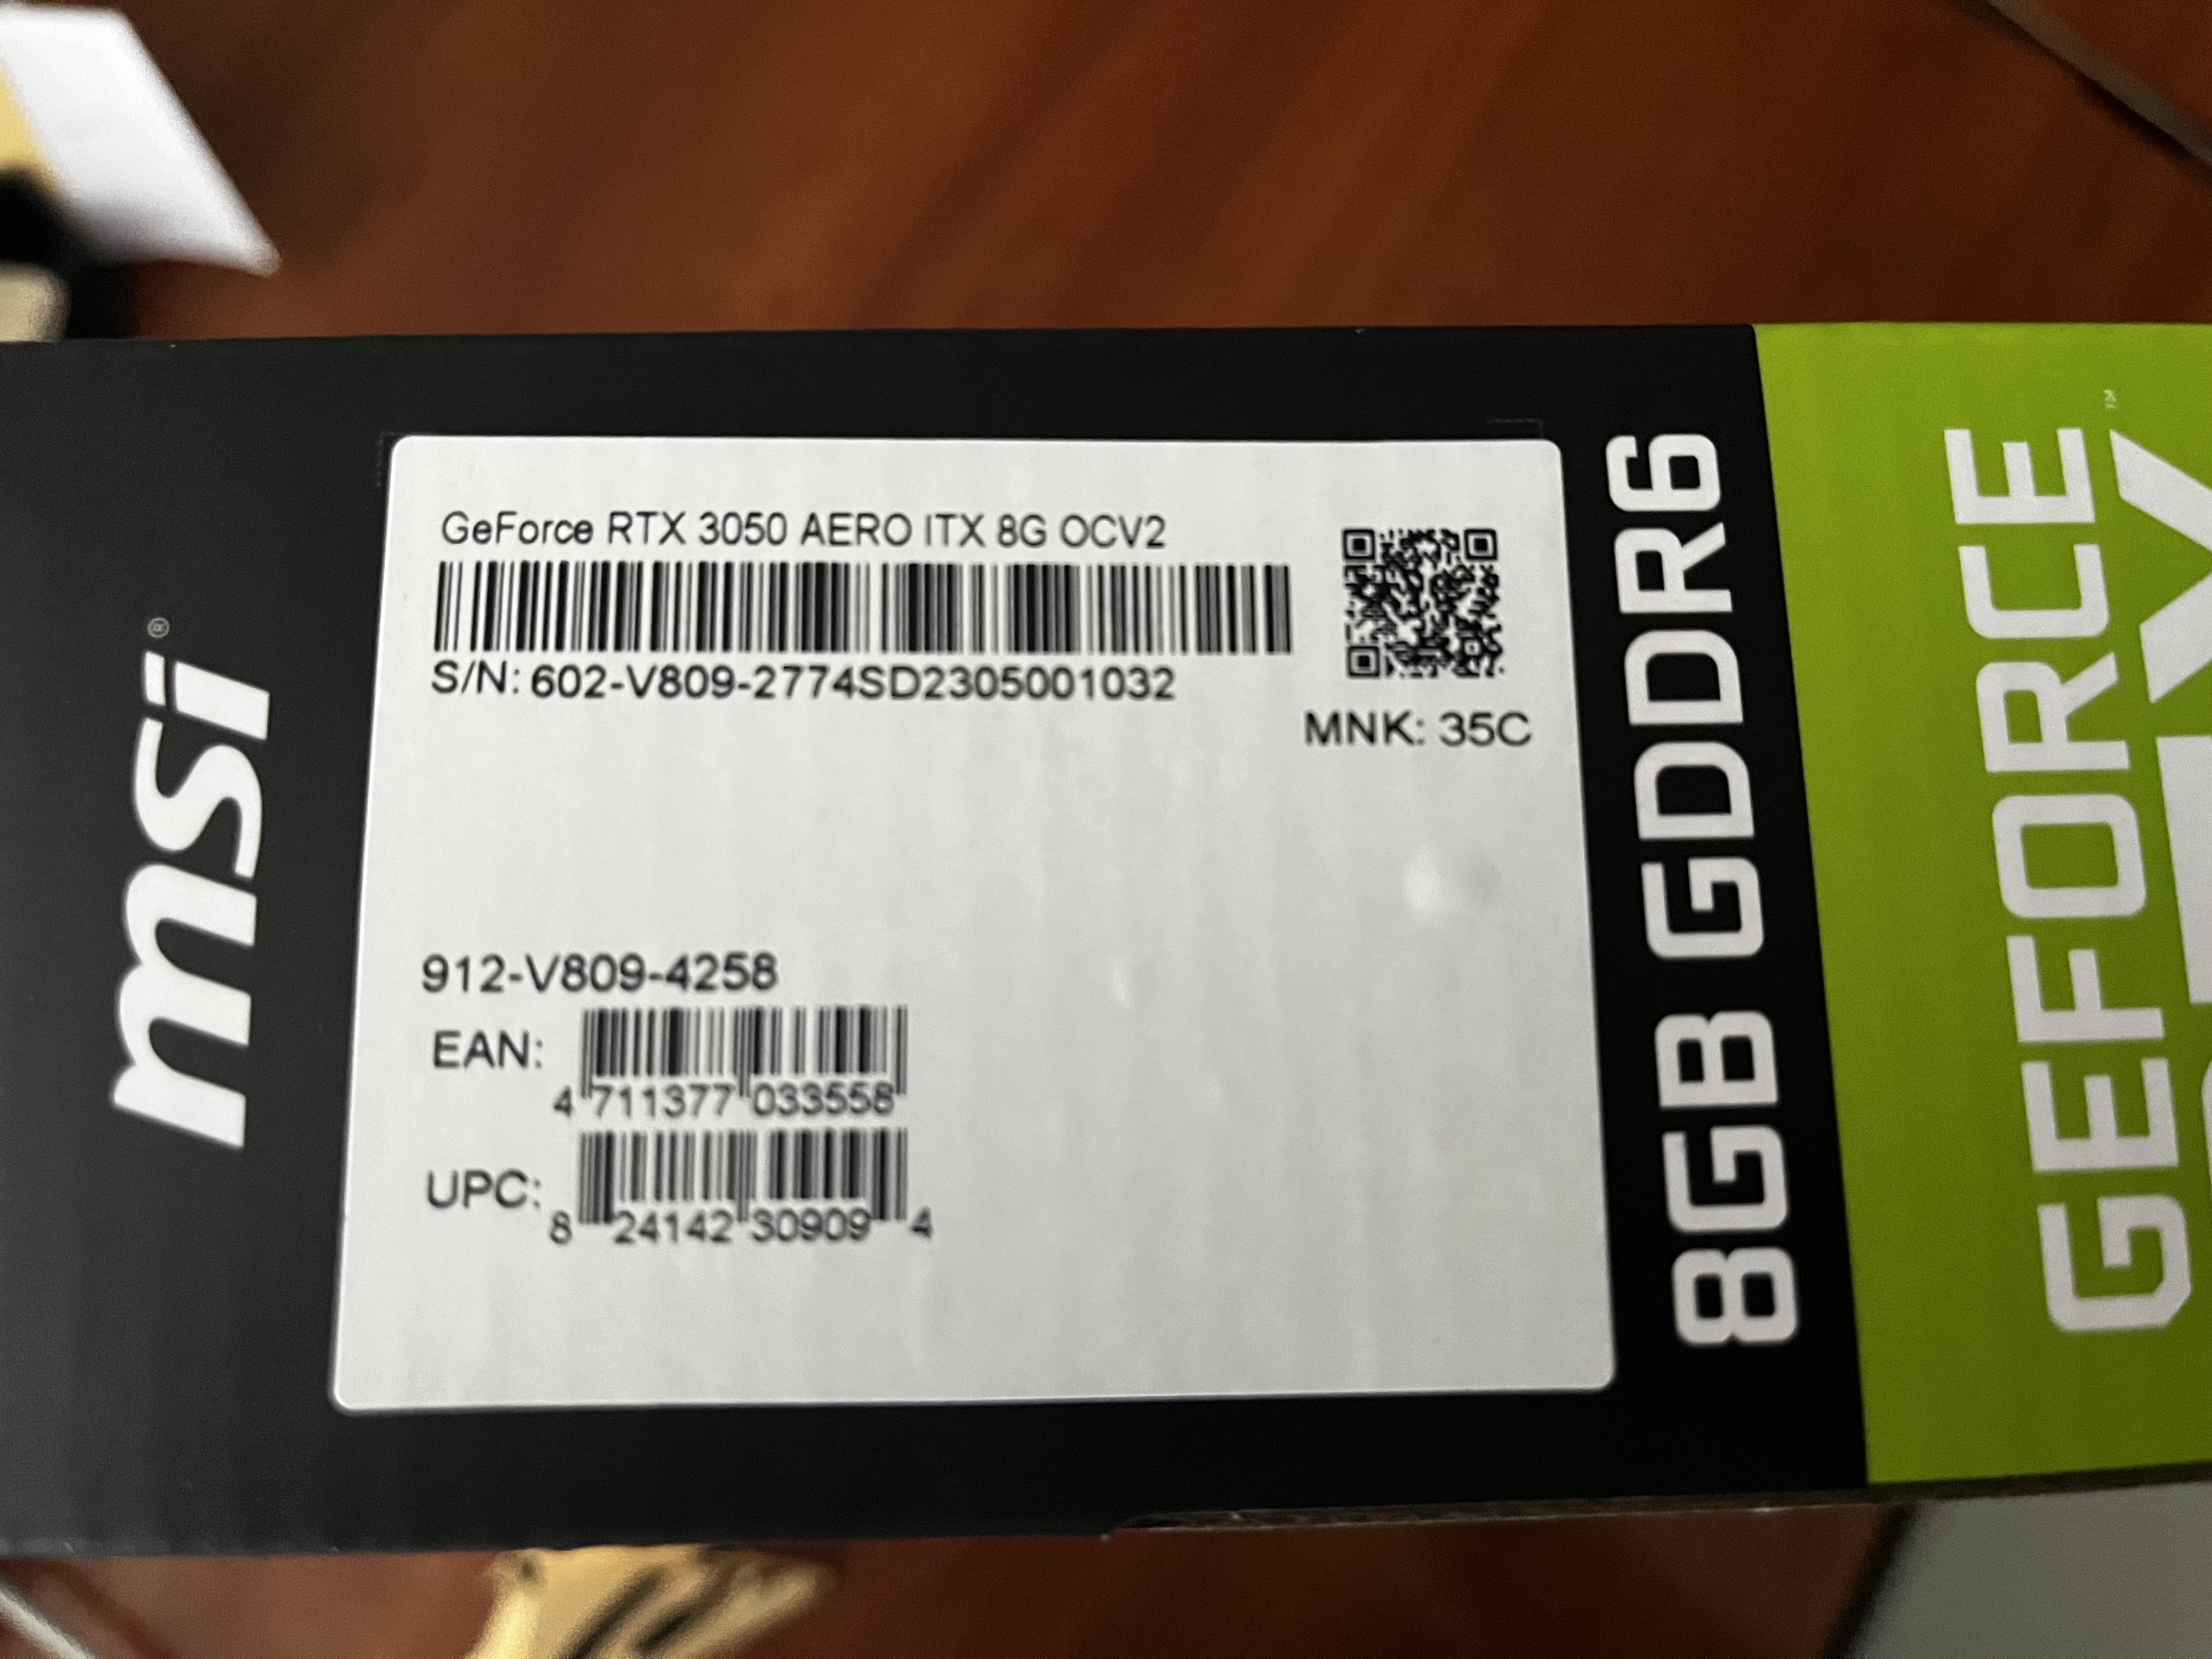 msi®
GeForce RTX 3050 AERO ITX 8G OCV2
S/N: 602-V809-2774SD2305001032
MNK: 35C
912-V809-4258
EAN:
4 711377 033558
UPC:
8 24142 30909 4
8GB GDDR6
GEFORCE™